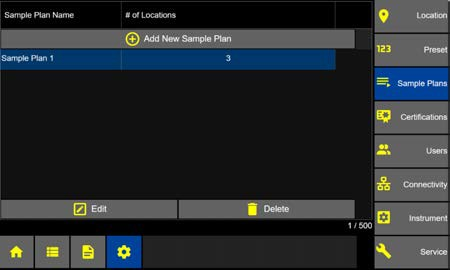 Sample Plan Name # of Locations
Add New Sample Plan
Sample Plan 1 3
Edit Delete
1 / 500
Location
123 Preset
Sample Plans
Certifications
Users
Connectivity
Instrument
Service